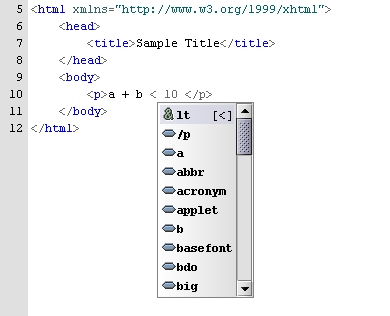 5 <html xmlns="http://www.w3.org/1999/xhtml">
6 <head>
7 <title>Sample Title</title>
8 </head>
9 <body>
10 <p>a + b < 10 </p>
11 </body>
12 </html>
lt [<]
/p
a
abbr
acronym
applet
b
basefont
bdo
big